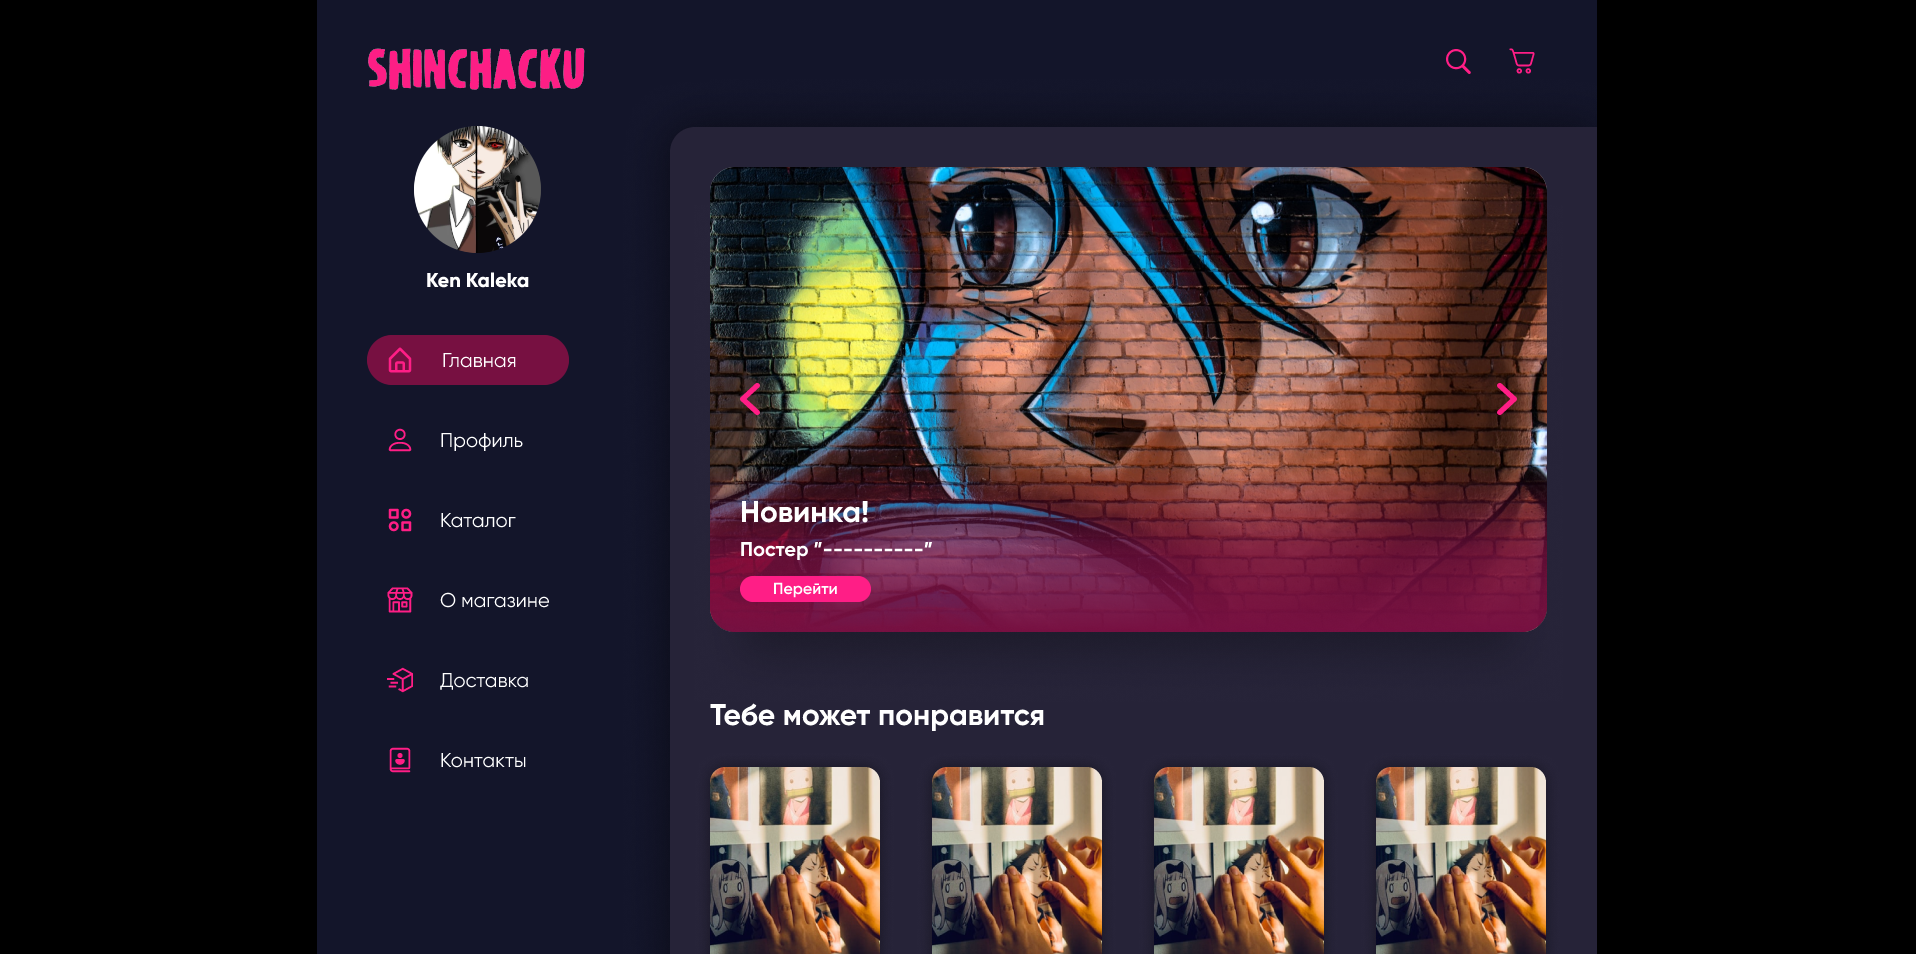 SHINCHACKU
Ken Kaleka
Главная
Профиль
Каталог
О магазине
Доставка
Контакты
Новинка!
Постер "----------"
Перейти
Тебе может понравится